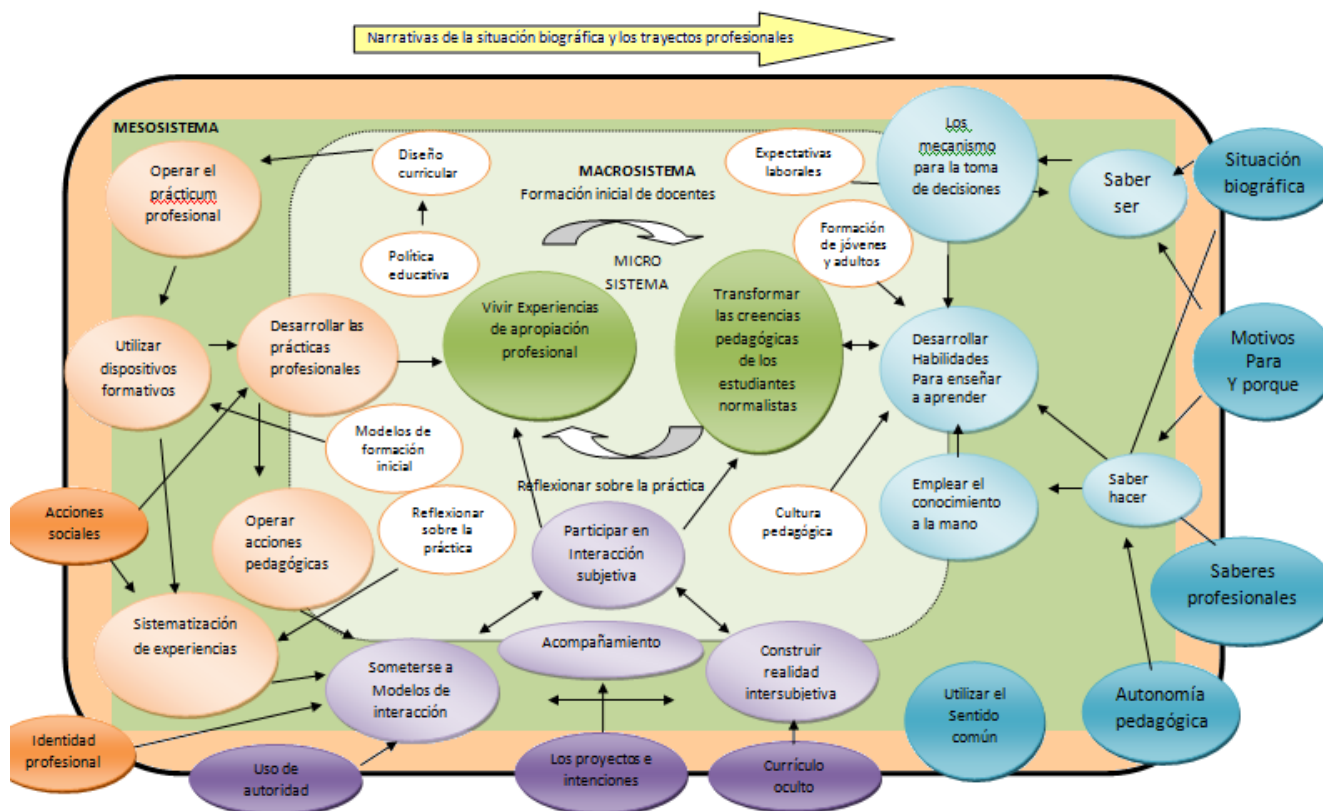 Narrativas de la situación biográfica y los trayectos profesionales
MESOSISTEMA
Operar el
prácticum
profesional
Diseño
curricular
MACROSISTEMA
Formación inicial de docentes
Expectativas
laborales
Los
mecanismo
para la toma
de decisiones
Saber
ser
Situación
biográfica
Política
educativa
MICRO
SISTEMA
Formación
de jóvenes
y adultos
Utilizar
dispositivos
formativos
Desarrollar las
prácticas
profesionales
Vivir Experiencias
de apropiación
profesional
Transformar
las creencias
pedagógicas
de los
estudiantes
normalistas
Desarrollar
Habilidades
Para enseñar
a aprender
Motivos
Para
Y porque
Modelos de
formación
inicial
Reflexionar sobre la práctica
Acciones
sociales
Operar
acciones
pedagógicas
Reflexionar
sobre la
práctica
Participar en
Interacción
subjetiva
Cultura
pedagógica
Emplear el
conocimiento
a la mano
Saber
hacer
Saberes
profesionales
Sistematización
de experiencias
Someterse a
Modelos de
interacción
Acompañamiento
Construir
realidad
intersubjetiva
Utilizar el
Sentido
común
Autonomía
pedagógica
Identidad
profesional
Uso de
autoridad
Los proyectos e
intenciones
Currículo
oculto